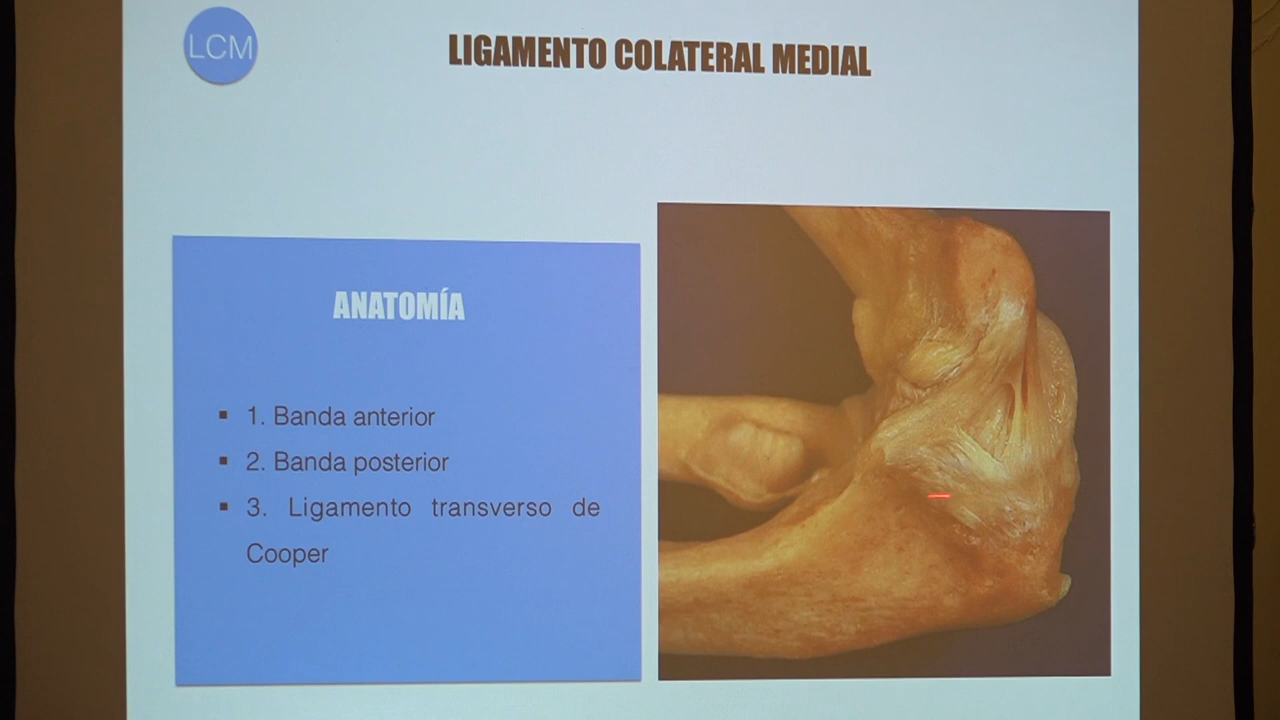 LCM
LIGAMENTO COLATERAL MEDIAL
ANATOMÍA
▪ 1. Banda anterior
▪ 2. Banda posterior
▪ 3. Ligamento transverso de
Cooper